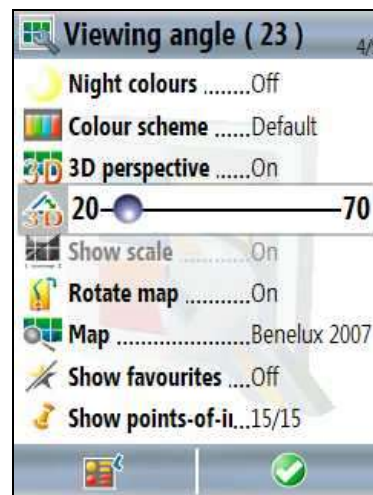 Viewing angle ( 23 )
4/
Night colours ........Off
Colour scheme ......Default
3D perspective ......On
20 70
Show scale ............On
Rotate map ...........On
Map ......................Benelux 2007
Show favourites ....Off
Show points-of-in...15/15